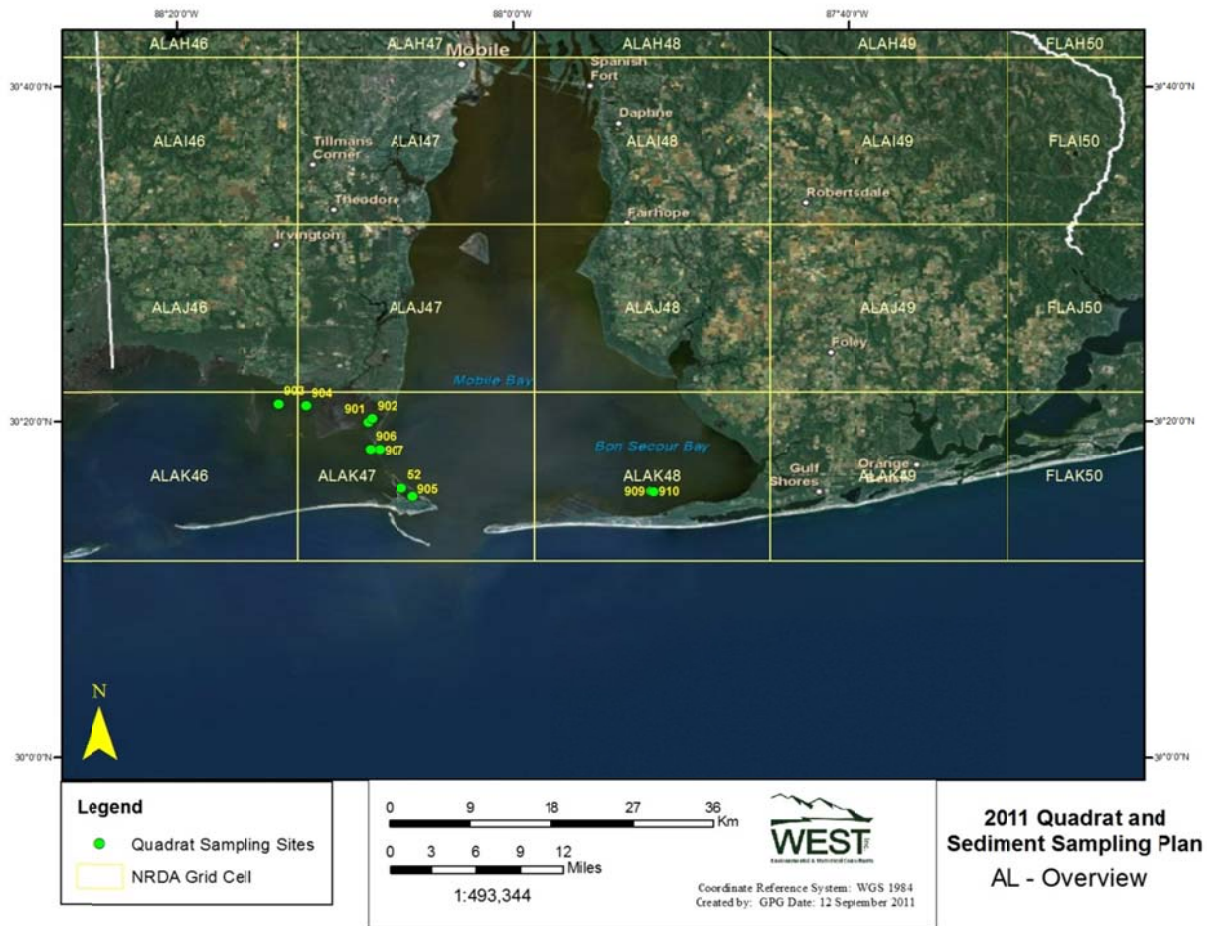 88°20'0"W
88°0'0"W
87°40'0"W
ALAH46
ALAH47
ALAH48
ALAH49
FLAH50
Mobile
Spanish
Fort
30°40'0"N
30°40'0"N
Daphne
Tillmans
Corner
ALAI46
ALAI47
ALAI48
ALAI49
FLAI50
Theodore
Robertsdale
Fairhope
Irvington
ALAJ46
ALAJ47
ALAJ48
ALAJ49
FLAJ50
Foley
Mobile Bay
903
904
901
902
30°20'0"N
30°20'0"N
906
907
Bon Secour Bay
ALAK46
ALAK47
ALAK48
Gulf
Shores
Orange
ALAK49
FLAK50
52
905
909
910
N
30°0'0"N
30°0'0"N
Legend
Quadrat Sampling Sites
NRDA Grid Cell
0 9 18 27 36
Km
0 3 6 9 12
Miles
1:493,344
WEST
INC.
Environmental & Statistical Consultants
Coordinate Reference System: WGS 1984
Created by: GPG Date: 12 September 2011
2011 Quadrat and
Sediment Sampling Plan
AL - Overview